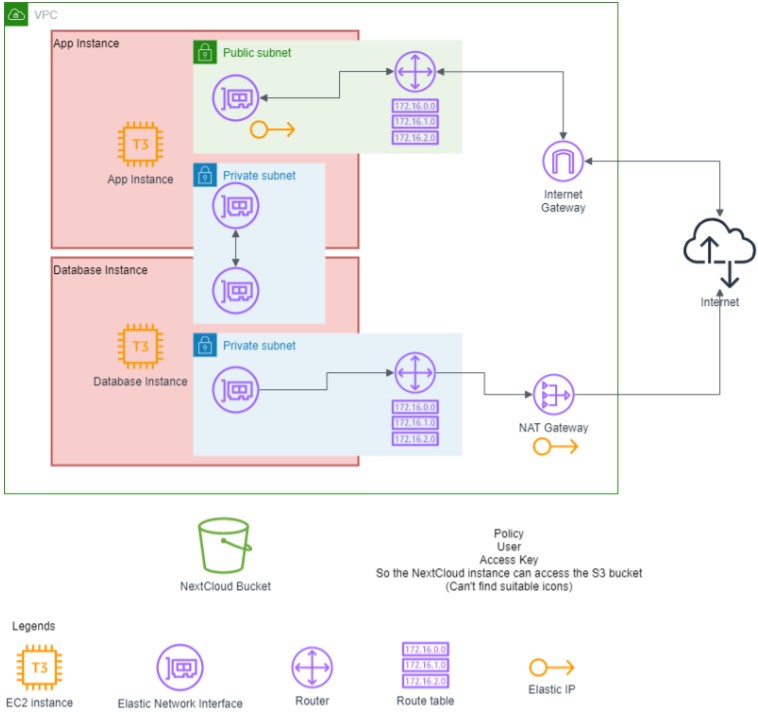 VPC
App Instance
Public subnet
172.16.0.0
172.16.1.0
172.16.2.0
T3
App Instance
Private subnet
Internet
Gateway
Internet
Database Instance
T3
Database Instance
Private subnet
172.16.0.0
172.16.1.0
172.16.2.0
NAT Gateway
NextCloud Bucket
Policy
User
Access Key
So the NextCloud instance can access the S3 bucket
(Can't find suitable icons)
Legends
T3
EC2 instance
Elastic Network Interface
Router
172.16.0.0
172.16.1.0
172.16.2.0
Route table
Elastic IP